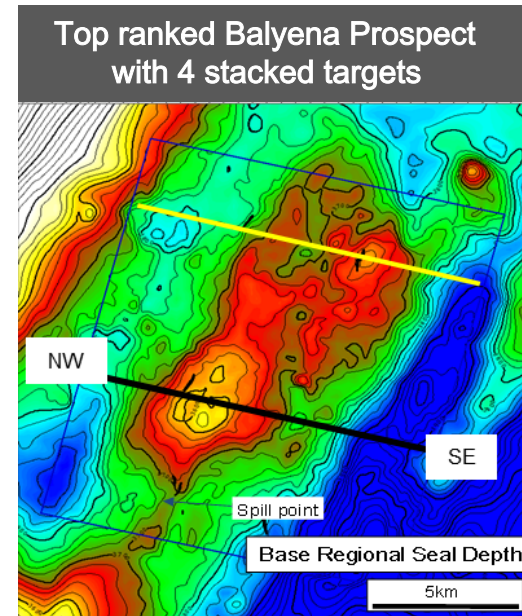 Top ranked Balyena Prospect
with 4 stacked targets
NW
SE
Spill point
Base Regional Seal Depth
5km